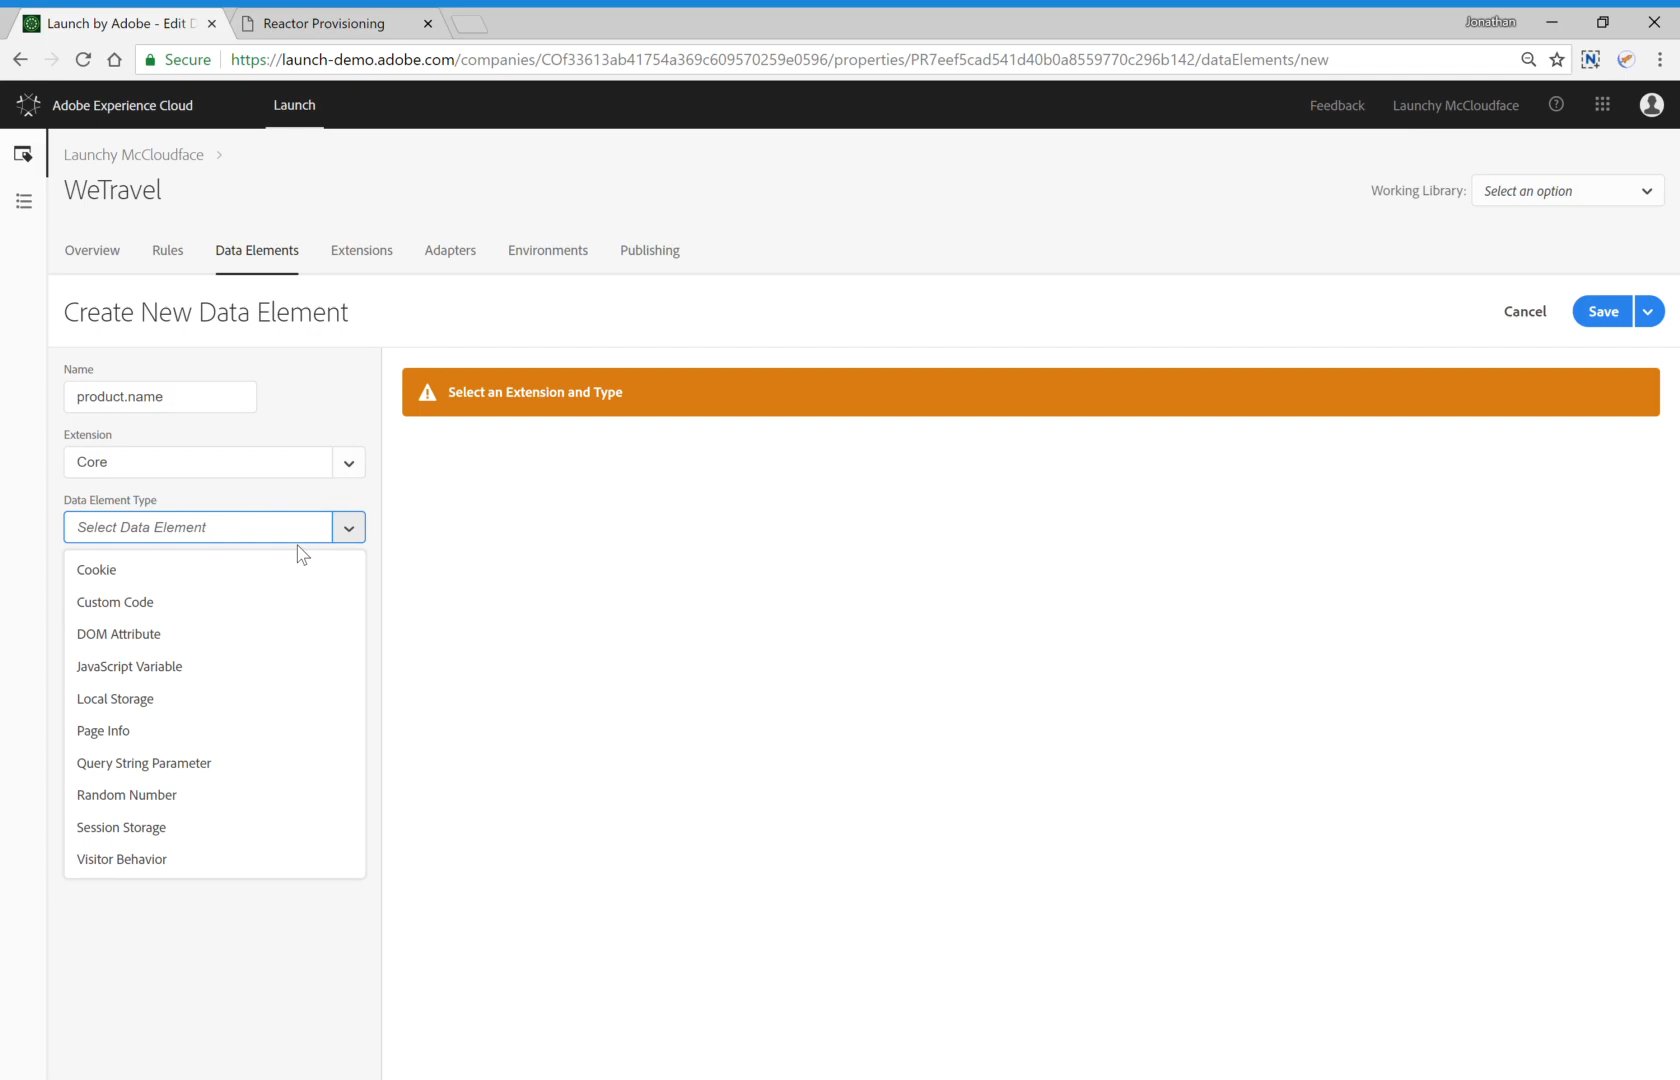 Launch by Adobe - Edit D
Reactor Provisioning
Jonathan
Secure
https://launch-demo.adobe.com/companies/COf33613ab41754a369c609570259e0596/properties/PR7eef5cad541d40b0a8559770c296b142/dataElements/new
N
Adobe Experience Cloud
Launch
Feedback
Launchy McCloudface
Launchy McCloudface >
WeTravel
Working Library:
Select an option
Overview
Rules
Data Elements
Extensions
Adapters
Environments
Publishing
Create New Data Element
Cancel
Save
Name
product.name
Select an Extension and Type
Extension
Core
Data Element Type
Select Data Element
Cookie
Custom Code
DOM Attribute
JavaScript Variable
Local Storage
Page Info
Query String Parameter
Random Number
Session Storage
Visitor Behavior